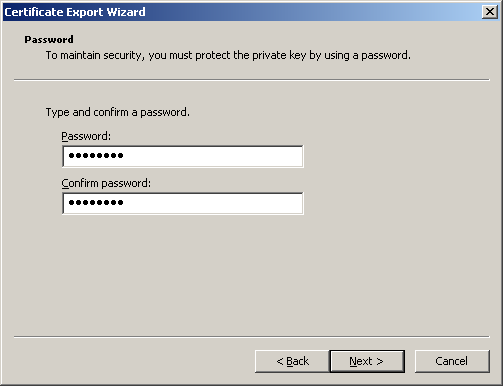 Certificate Export Wizard
Password
To maintain security, you must protect the private key by using a password.
Type and confirm a password.
Password:
••••••••
Confirm password:
••••••••
< Back
Next >
Cancel